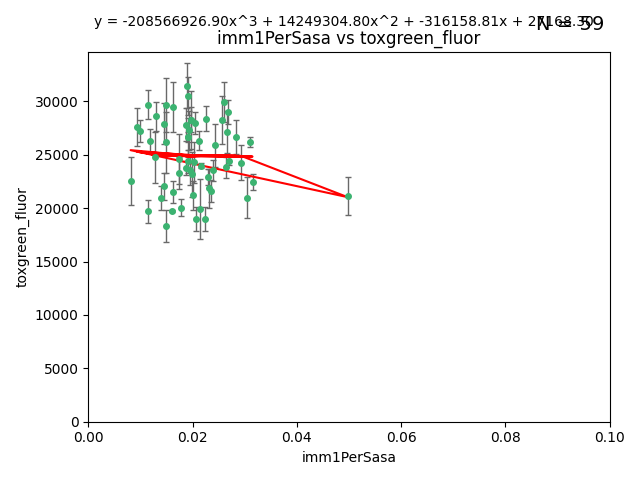 y = -208566926.90x^3 + 14249304.80x^2 + -316158.81x + 27168.30
N = 59
imm1PerSasa vs toxgreen_fluor
30000
25000
20000
15000
10000
5000
0
toxgreen_fluor
0.00 0.02 0.04 0.06 0.08 0.10
imm1PerSasa